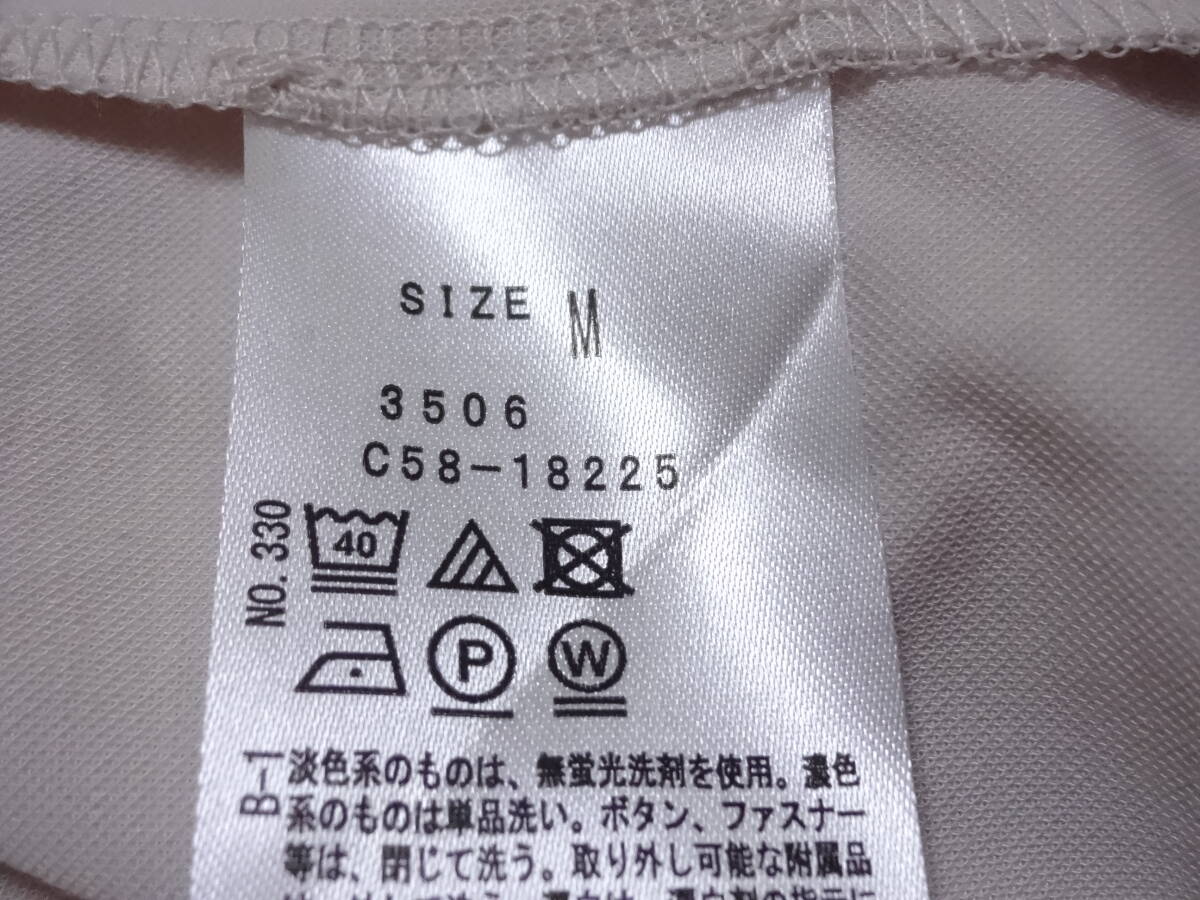 SIZE M
3506
C58-18225
NO. 330
40
P W
B-1
淡色系のものは、無蛍光洗剤を使用。濃色
系のものは単品洗い。ボタン、ファスナー
等は、閉じて洗う。取り外し可能な附属品